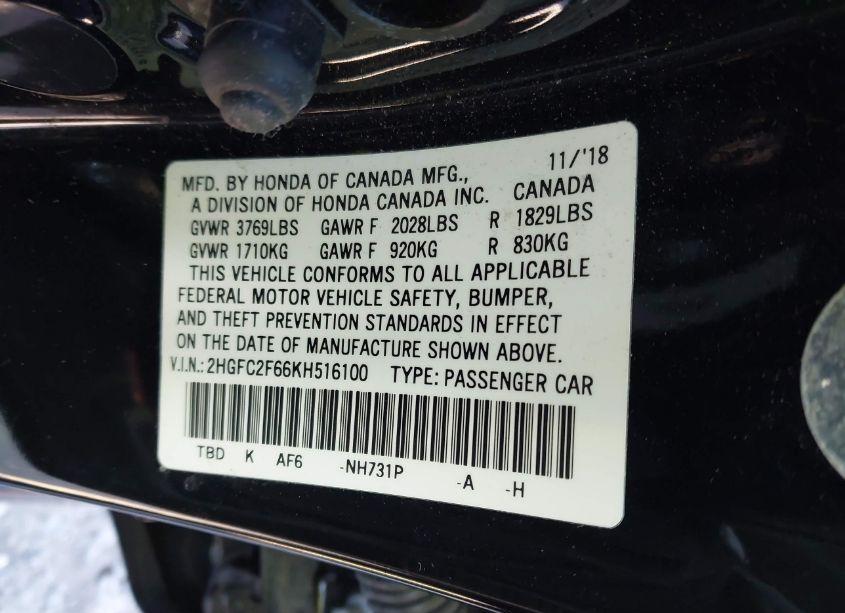 11/'18
MFD. BY HONDA OF CANADA MFG.,
A DIVISION OF HONDA CANADA INC. CANADA
GVWR 3769LBS GAWR F 2028LBS R 1829LBS
GVWR 1710KG GAWR F 920KG R 830KG
THIS VEHICLE CONFORMS TO ALL APPLICABLE
FEDERAL MOTOR VEHICLE SAFETY, BUMPER,
AND THEFT PREVENTION STANDARDS IN EFFECT
ON THE DATE OF MANUFACTURE SHOWN ABOVE.
V.I.N.: 2HGFC2F66KH516100 TYPE: PASSENGER CAR
TBD K AF6 -NH731P -A -H